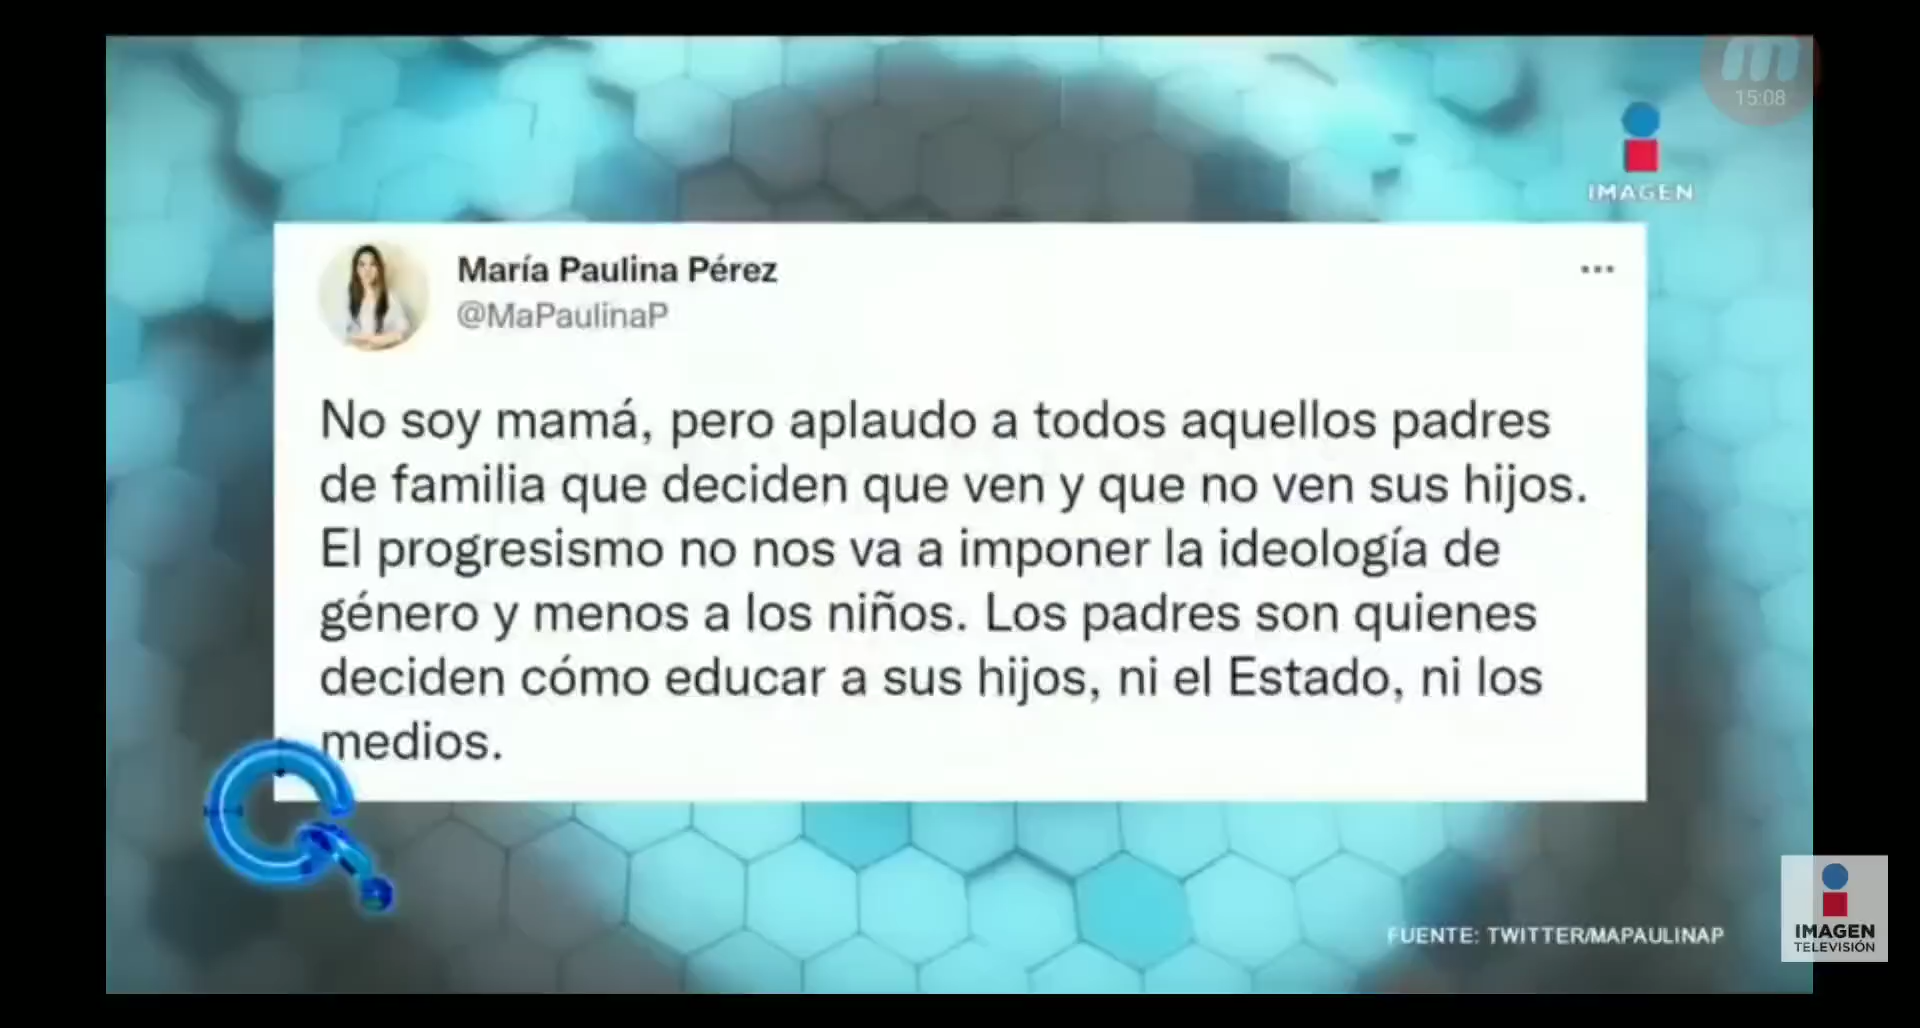 15:08
IMAGEN
María Paulina Pérez
@MaPaulinaP
No soy mamá, pero aplaudo a todos aquellos padres
de familia que deciden que ven y que no ven sus hijos.
El progresismo no nos va a imponer la ideología de
género y menos a los niños. Los padres son quienes
deciden cómo educar a sus hijos, ni el Estado, ni los
medios.
FUENTE: TWITTER/MAPAULINAP
IMAGEN
TELEVISIÓN